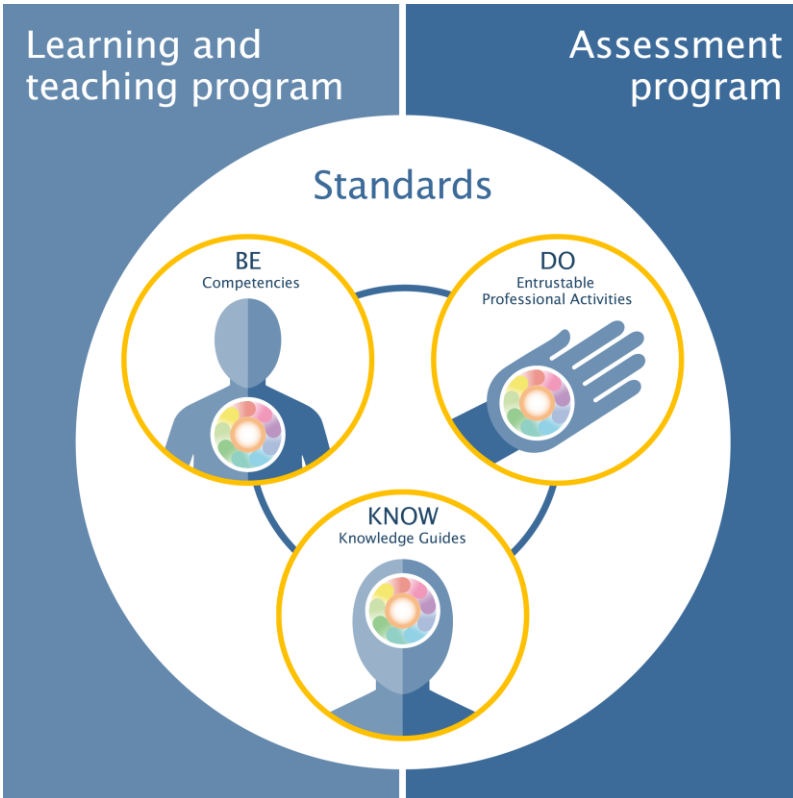 Learning and
teaching program
Assessment
program
Standards
BE
Competencies
DO
Entrustable
Professional Activities
KNOW
Knowledge Guides